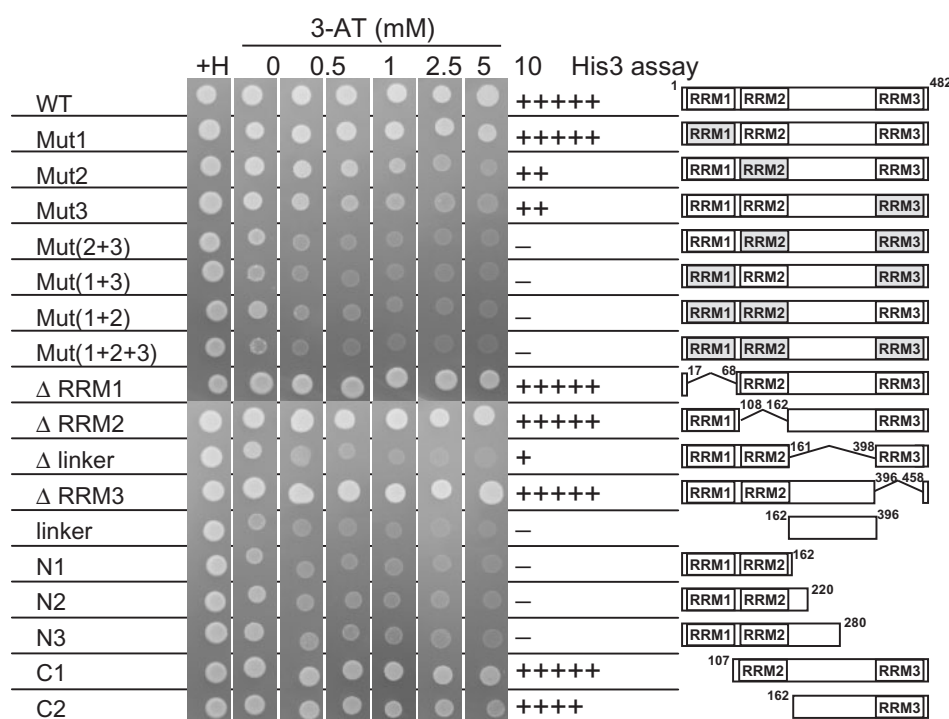 3-AT (mM)
+H 0 0.5 1 2.5 5 10 His3 assay
WT +++++ 1 RRM1 RRM2 RRM3 482
Mut1 +++++ RRM1 RRM2 RRM3
Mut2 ++ RRM1 RRM2 RRM3
Mut3 ++ RRM1 RRM2 RRM3
Mut(2+3) – RRM1 RRM2 RRM3
Mut(1+3) – RRM1 RRM2 RRM3
Mut(1+2) – RRM1 RRM2 RRM3
Mut(1+2+3) – RRM1 RRM2 RRM3
Δ RRM1 +++++ 17 68 RRM2 RRM3
Δ RRM2 +++++ RRM1 108 162 RRM3
Δ linker + RRM1 RRM2 161 398 RRM3
Δ RRM3 +++++ RRM1 RRM2 396 458
linker – 162 396
N1 – RRM1 RRM2 162
N2 – RRM1 RRM2 220
N3 – RRM1 RRM2 280
C1 +++++ 107 RRM2 RRM3
C2 ++++ 162 RRM3